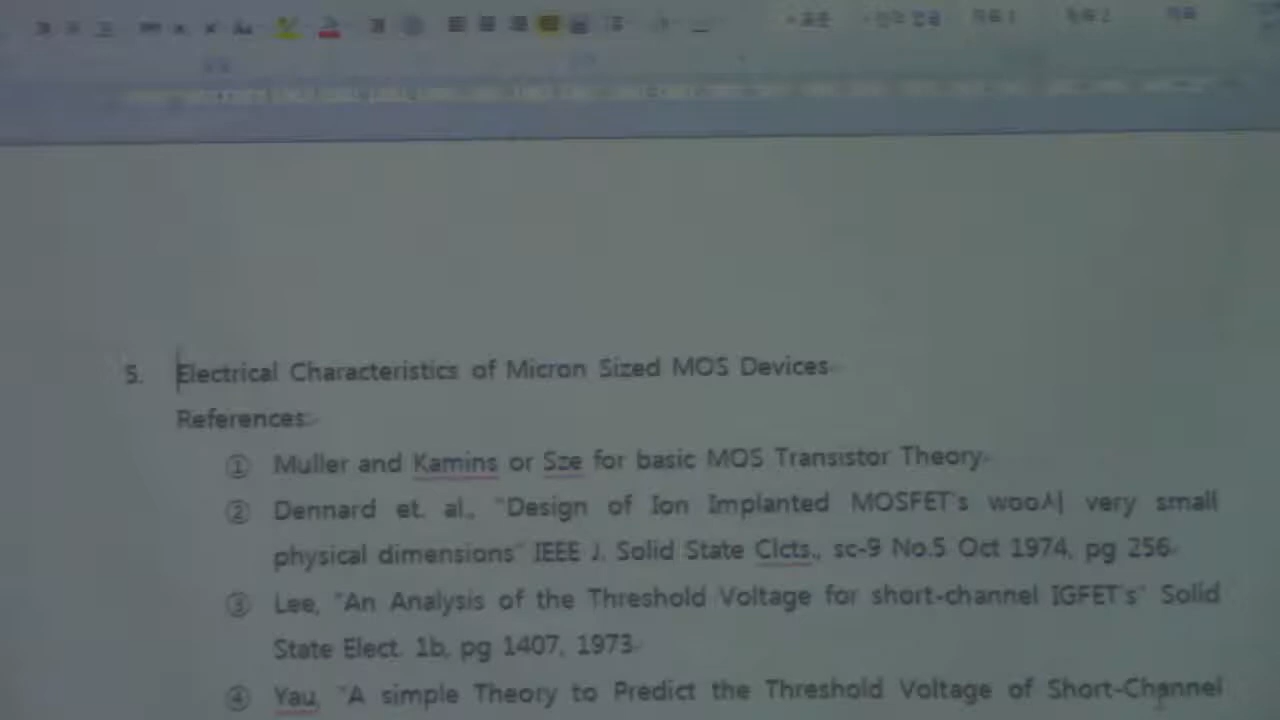 5. Electrical Characteristics of Micron Sized MOS Devices
References
① Muller and Kamins or Sze for basic MOS Transistor Theory
② Dennard et. al., "Design of Ion Implanted MOSFET's woo시 very small
physical dimensions" IEEE J. Solid State Clcts., sc-9 No.5 Oct 1974, pg 256
③ Lee, "An Analysis of the Threshold Voltage for short-channel IGFET's" Solid
State Elect. 1b, pg 1407, 1973
④ Yau, "A simple Theory to Predict the Threshold Voltage of Short-Channel